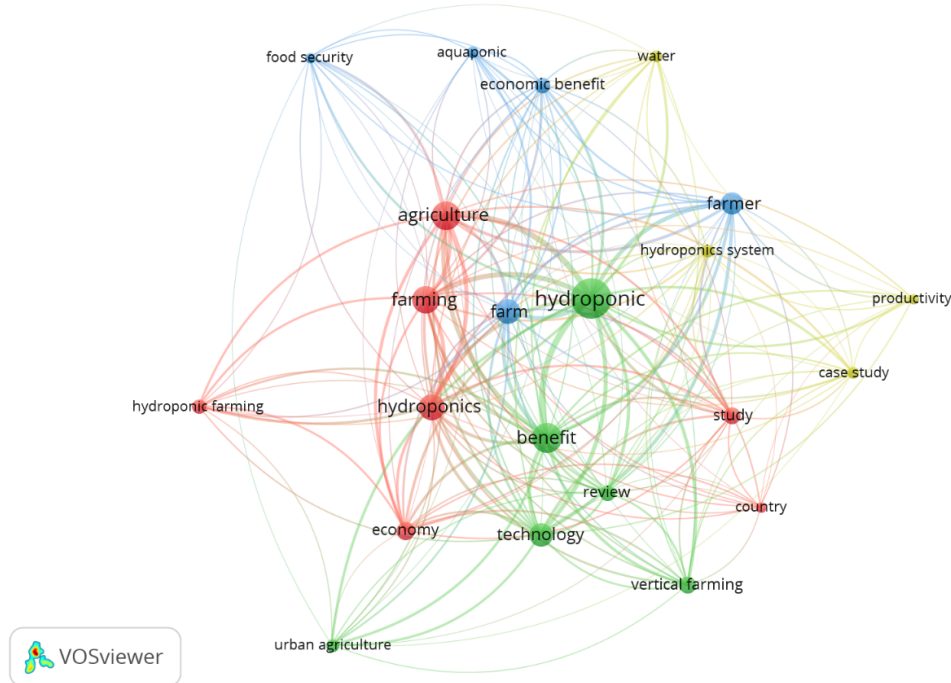 food security
aquaponic
water
economic benefit
agriculture
farmer
hydroponics system
farming
hydroponic
productivity
farm
case study
hydroponic farming
hydroponics
study
benefit
review
country
economy
technology
vertical farming
urban agriculture
VOSviewer